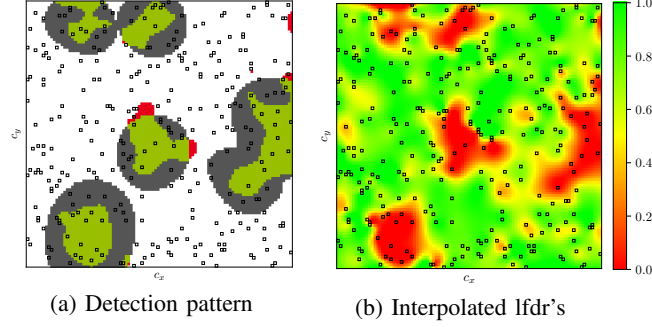 1.0
0.8
0.6
0.4
0.2
0.0
c_y
c_y
c_x
c_x
(a) Detection pattern
(b) Interpolated lfdr's